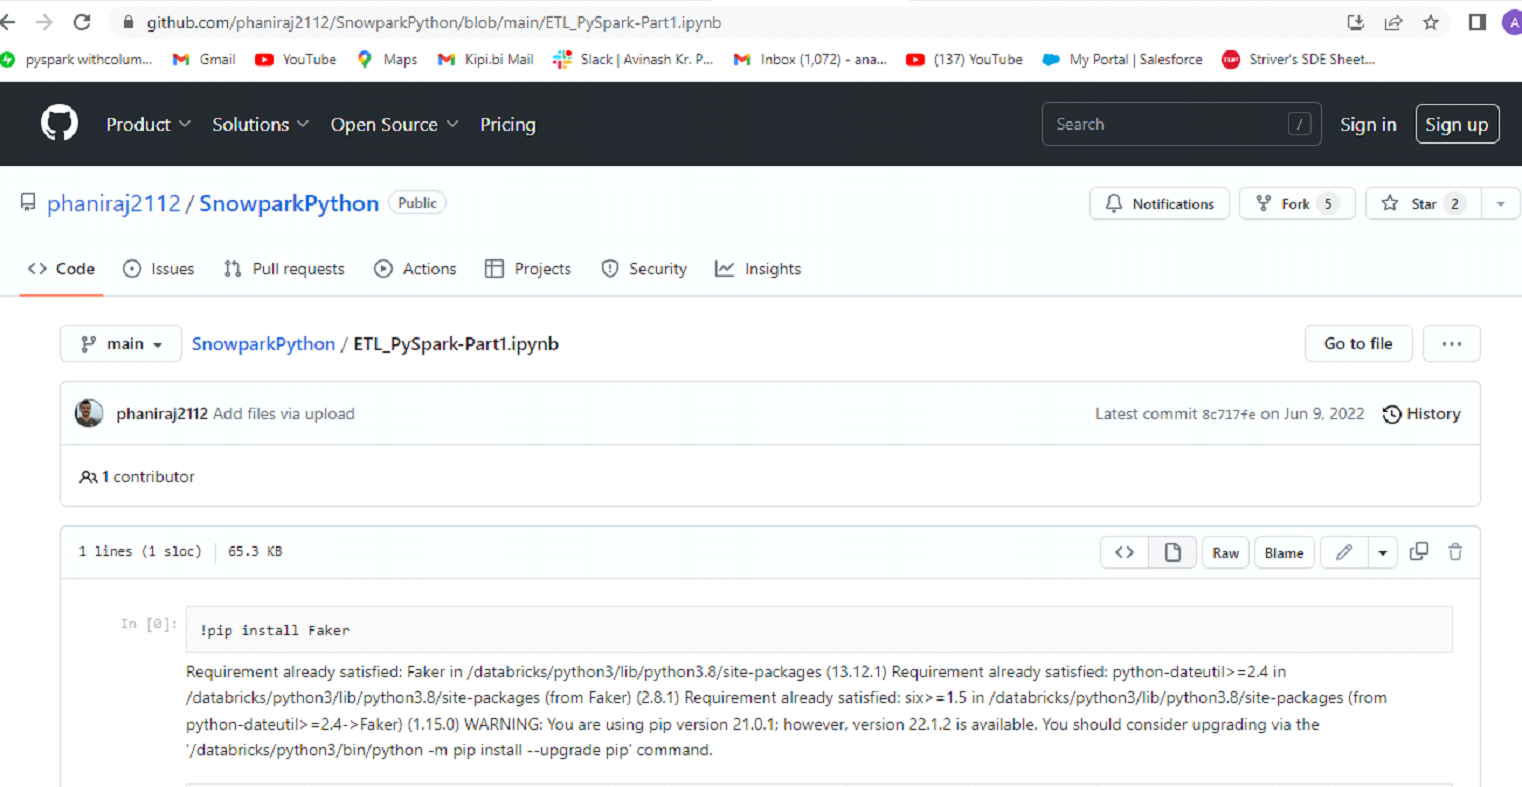 github.com/phaniraj2112/SnowparkPython/blob/main/ETL_PySpark-Part1.ipynb
A
pyspark withcolum... Gmail YouTube Maps Kipi.bi Mail Slack | Avinash Kr. P... Inbox (1,072) - ana... (137) YouTube My Portal | Salesforce TUF Striver's SDE Sheet...
Product Solutions Open Source Pricing Search / Sign in Sign up
phaniraj2112 / SnowparkPython Public Notifications Fork 5 Star 2
<> Code Issues Pull requests Actions Projects Security Insights
main SnowparkPython / ETL_PySpark-Part1.ipynb Go to file ...
phaniraj2112 Add files via upload Latest commit 8c717fe on Jun 9, 2022 History
1 contributor
1 lines (1 sloc) 65.3 KB <> Raw Blame
In [0]: !pip install Faker
Requirement already satisfied: Faker in /databricks/python3/lib/python3.8/site-packages (13.12.1) Requirement already satisfied: python-dateutil>=2.4 in
/databricks/python3/lib/python3.8/site-packages (from Faker) (2.8.1) Requirement already satisfied: six>=1.5 in /databricks/python3/lib/python3.8/site-packages (from
python-dateutil>=2.4->Faker) (1.15.0) WARNING: You are using pip version 21.0.1; however, version 22.1.2 is available. You should consider upgrading via the
'/databricks/python3/bin/python -m pip install --upgrade pip' command.